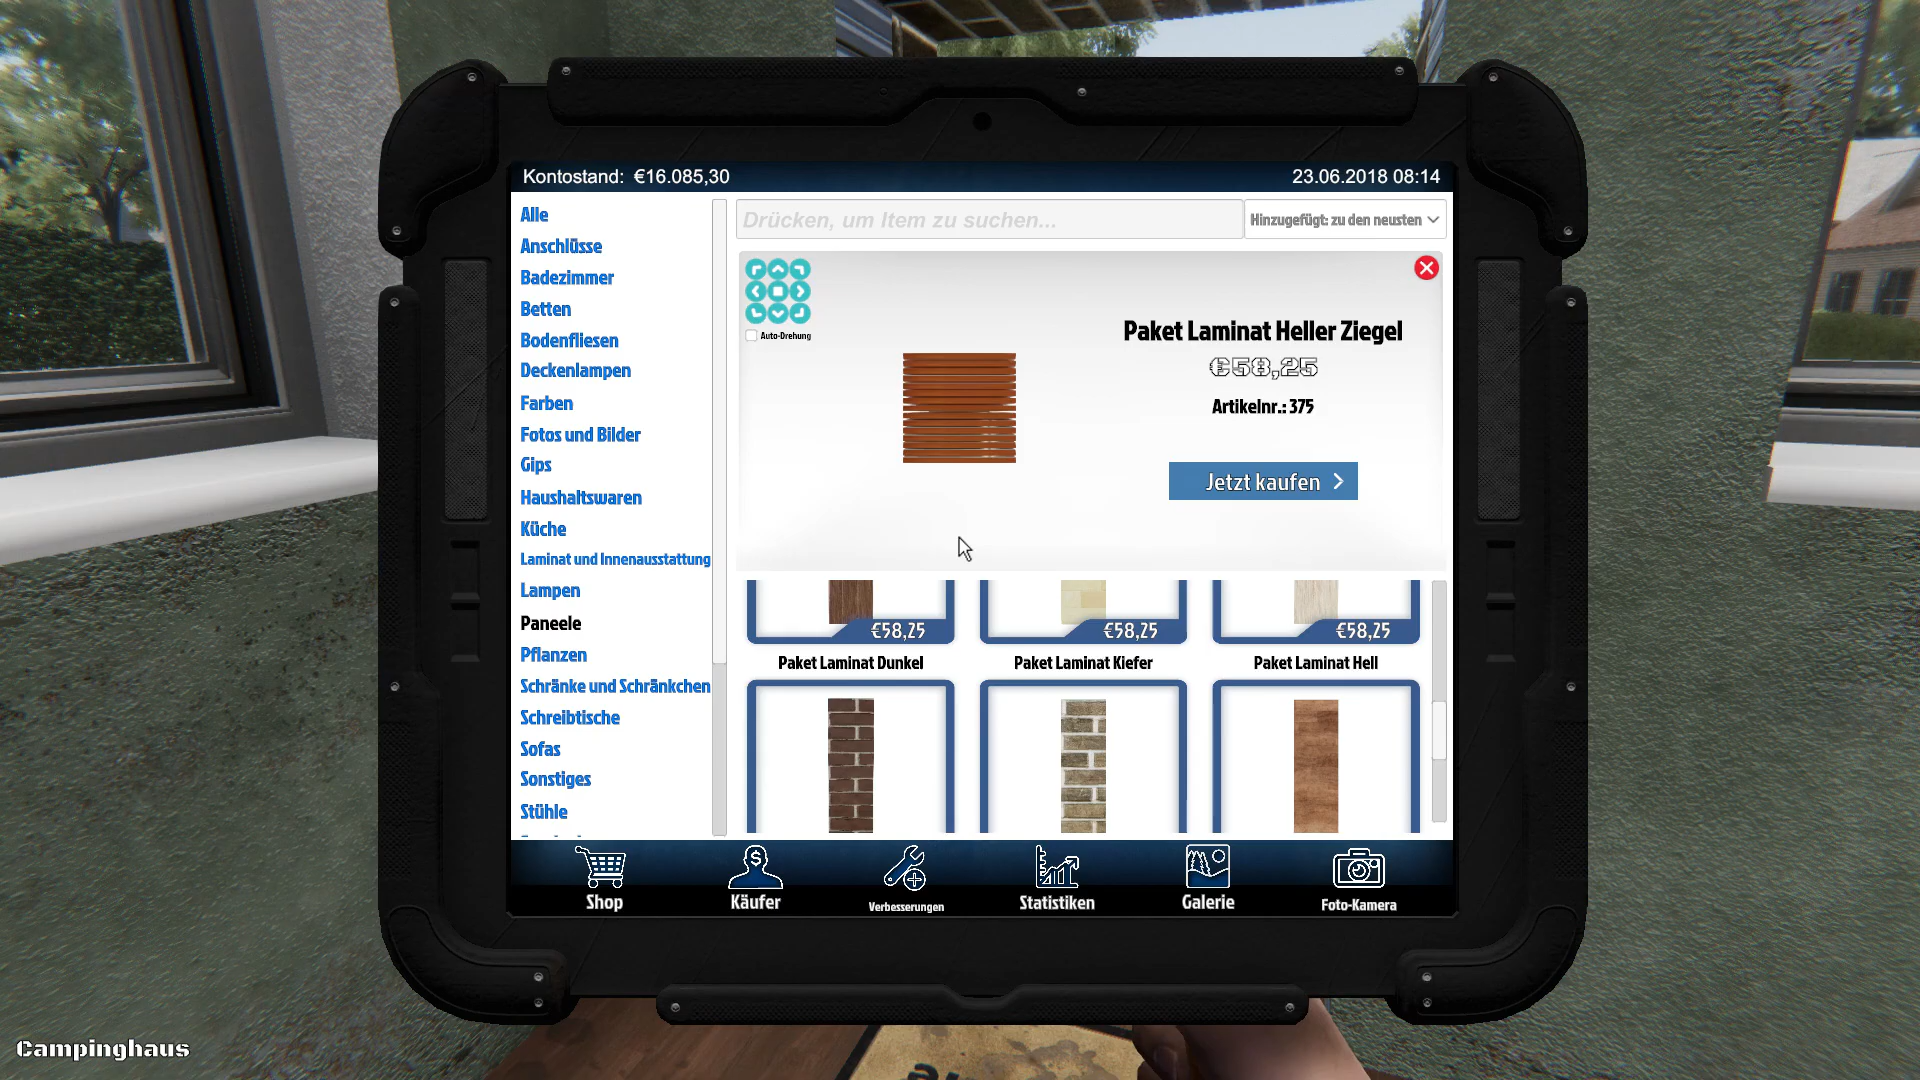 Kontostand: €16.085,30
23.06.2018 08:14
Alle
Anschlüsse
Badezimmer
Betten
Bodenfliesen
Deckenlampen
Farben
Fotos und Bilder
Gips
Haushaltswaren
Küche
Laminat und Innenausstattung
Lampen
Paneele
Pflanzen
Schränke und Schränkchen
Schreibtische
Sofas
Sonstiges
Stühle
Drücken, um Item zu suchen...
Hinzugefügt: zu den neusten
Auto-Drehung
Paket Laminat Heller Ziegel
€58,25
Artikelnr.: 375
Jetzt kaufen
€58,25
€58,25
€58,25
Paket Laminat Dunkel
Paket Laminat Kiefer
Paket Laminat Hell
Shop
Käufer
Verbesserungen
Statistiken
Galerie
Foto-Kamera
Campinghaus